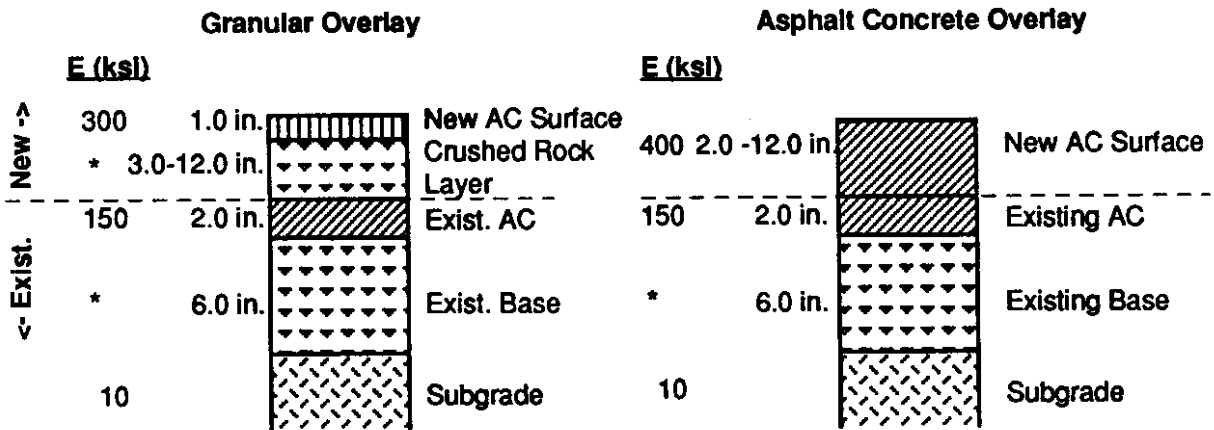 Granular Overlay
E (ksi)
New ->
<- Exist.
300 1.0 in. New AC Surface
* 3.0-12.0 in. Crushed Rock
Layer
150 2.0 in. Exist. AC
* 6.0 in. Exist. Base
10 Subgrade
Asphalt Concrete Overlay
E (ksi)
400 2.0 -12.0 in. New AC Surface
150 2.0 in. Existing AC
* 6.0 in. Existing Base
10 Subgrade